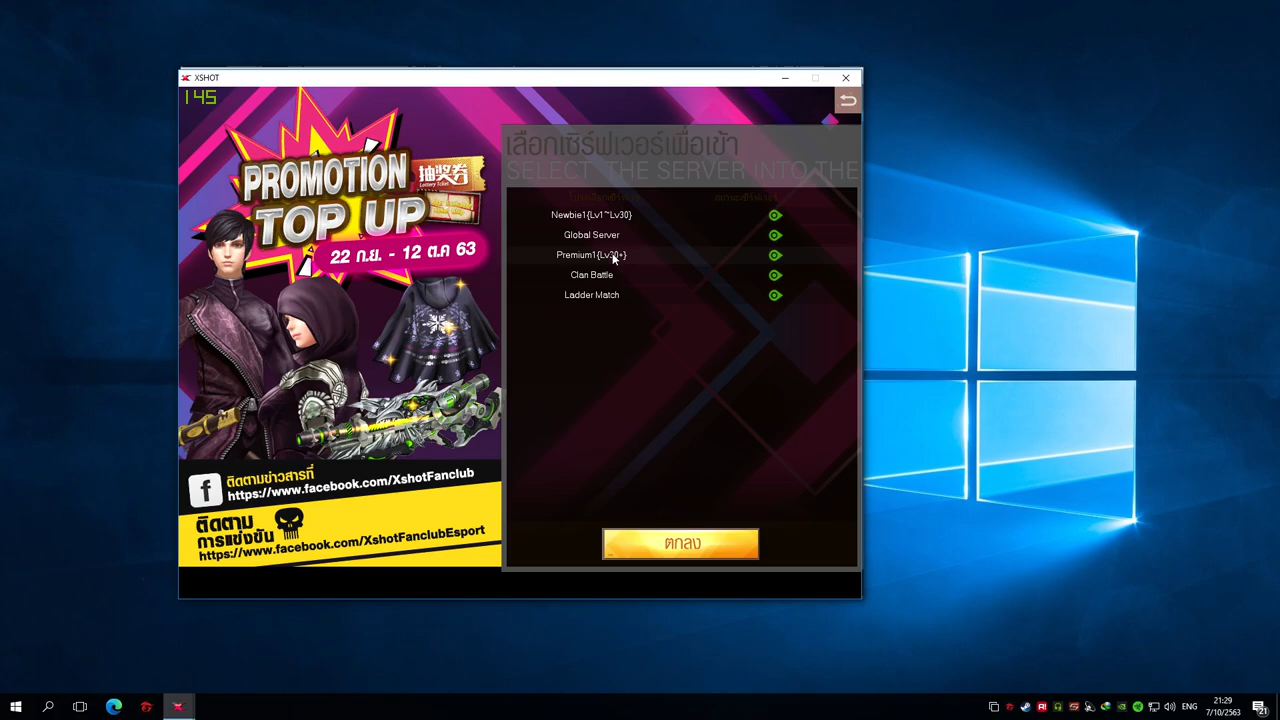 XSHOT
145
PROMOTION
抽奖券
Lottery Ticket
TOP UP
22 ก.ย. - 12 ต.ค 63
ติดตามข่าวสารที่
https://www.facebook.com/XshotFanclub
ติดตาม
การแข่งขัน
https://www.facebook.com/XshotFanclubEsport
เลือกเซิร์ฟเวอร์เพื่อเข้า
SELECT THE SERVER INTO THE
Newbie1{Lv1~Lv30}
Global Server
Premium1{Lv30+}
Clan Battle
Ladder Match
ตกลง
ENG
21:29
7/10/2563
21